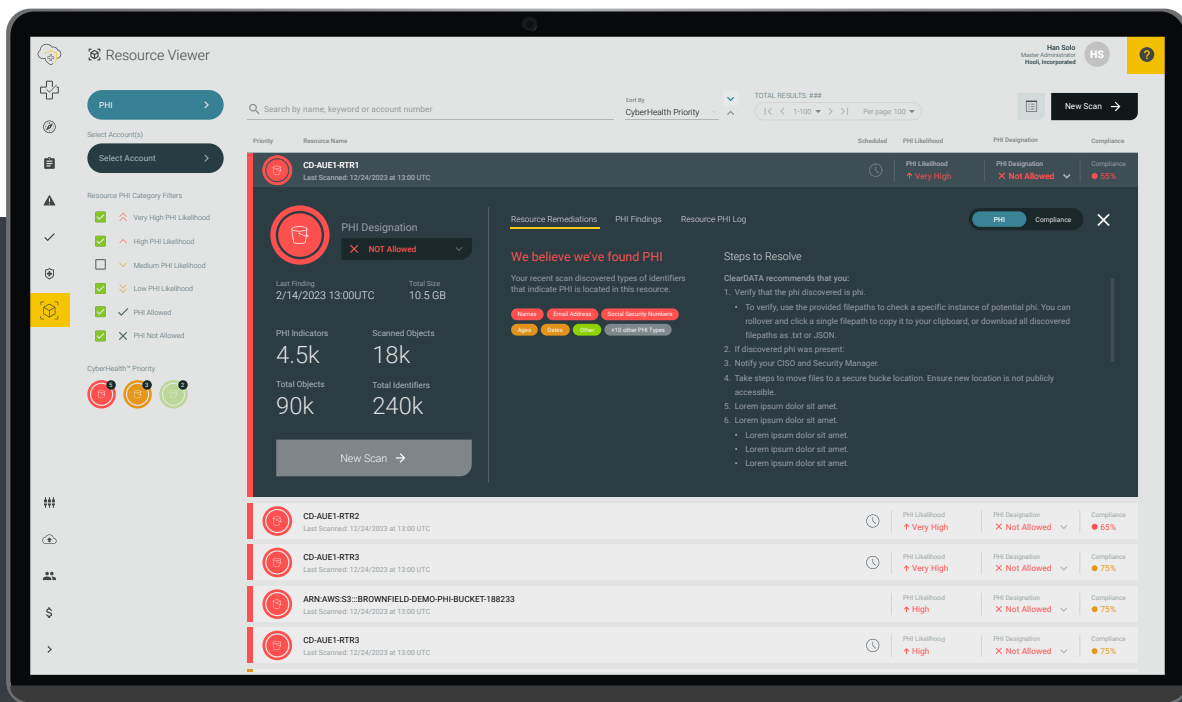 Resource Viewer
Han Solo
Master Administrator
Hooli, Incorporated
HS
?
PHI
Select Account(s)
Select Account
Resource PHI Category Filters
Very High PHI Likelihood
High PHI Likelihood
Medium PHI Likelihood
Low PHI Likelihood
PHI Allowed
PHI Not Allowed
CyberHealth™ Priority
5
3
2
Search by name, keyword or account number
Sort By
CyberHealth Priority
TOTAL RESULTS: ###
1-100
Per page: 100
New Scan
Priority Resource Name Scheduled PHI Likelihood PHI Designation Compliance
CD-AUE1-RTR1
Last Scanned: 12/24/2023 at 13:00 UTC
PHI Likelihood
Very High
PHI Designation
Not Allowed
Compliance
55%
PHI Designation
NOT Allowed
Last Finding
2/14/2023 13:00UTC
Total Size
10.5 GB
PHI Indicators
4.5k
Scanned Objects
18k
Total Objects
90k
Total Identifiers
240k
New Scan
Resource Remediations PHI Findings Resource PHI Log
PHI Compliance
We believe we've found PHI
Your recent scan discovered types of identifiers
that indicate PHI is located in this resource.
Names Email Address Social Security Numbers
Ages Dates Other +10 other PHI Types
Steps to Resolve
ClearDATA recommends that you:
1. Verify that the phi discovered is phi.
• To verify, use the provided filepaths to check a specific instance of potential phi. You can
rollover and click a single filepath to copy it to your clipboard, or download all discovered
filepaths as .txt or JSON.
2. If discovered phi was present:
3. Notify your CISO and Security Manager.
4. Take steps to move files to a secure bucke location. Ensure new location is not publicly
accessible.
5. Lorem ipsum dolor sit amet.
6. Lorem ipsum dolor sit amet.
• Lorem ipsum dolor sit amet.
• Lorem ipsum dolor sit amet.
• Lorem ipsum dolor sit amet.
CD-AUE1-RTR2
Last Scanned: 12/24/2023 at 13:00 UTC
PHI Likelihood
Very High
PHI Designation
Not Allowed
Compliance
65%
CD-AUE1-RTR3
Last Scanned: 12/24/2023 at 13:00 UTC
PHI Likelihood
Very High
PHI Designation
Not Allowed
Compliance
75%
ARN:AWS:S3:::BROWNFIELD-DEMO-PHI-BUCKET-188233
Last Scanned: 12/24/2023 at 13:00 UTC
PHI Likelihood
High
PHI Designation
Not Allowed
Compliance
75%
CD-AUE1-RTR3
Last Scanned: 12/24/2023 at 13:00 UTC
PHI Likelihood
High
PHI Designation
Not Allowed
Compliance
75%